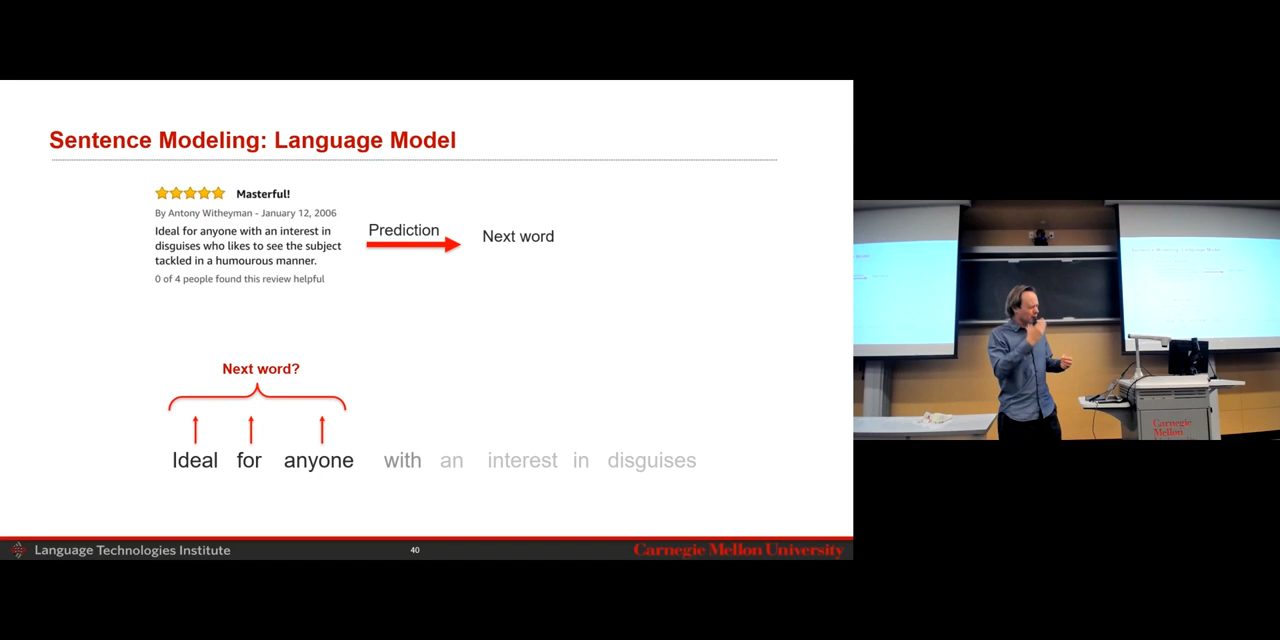 Sentence Modeling: Language Model
Masterful!
By Antony Witheyman - January 12, 2006
Ideal for anyone with an interest in
disguises who likes to see the subject
tackled in a humourous manner.
0 of 4 people found this review helpful
Prediction
Next word
Next word?
Ideal for anyone with an interest in disguises
Language Technologies Institute
40
Carnegie Mellon University
Carnegie
Mellon